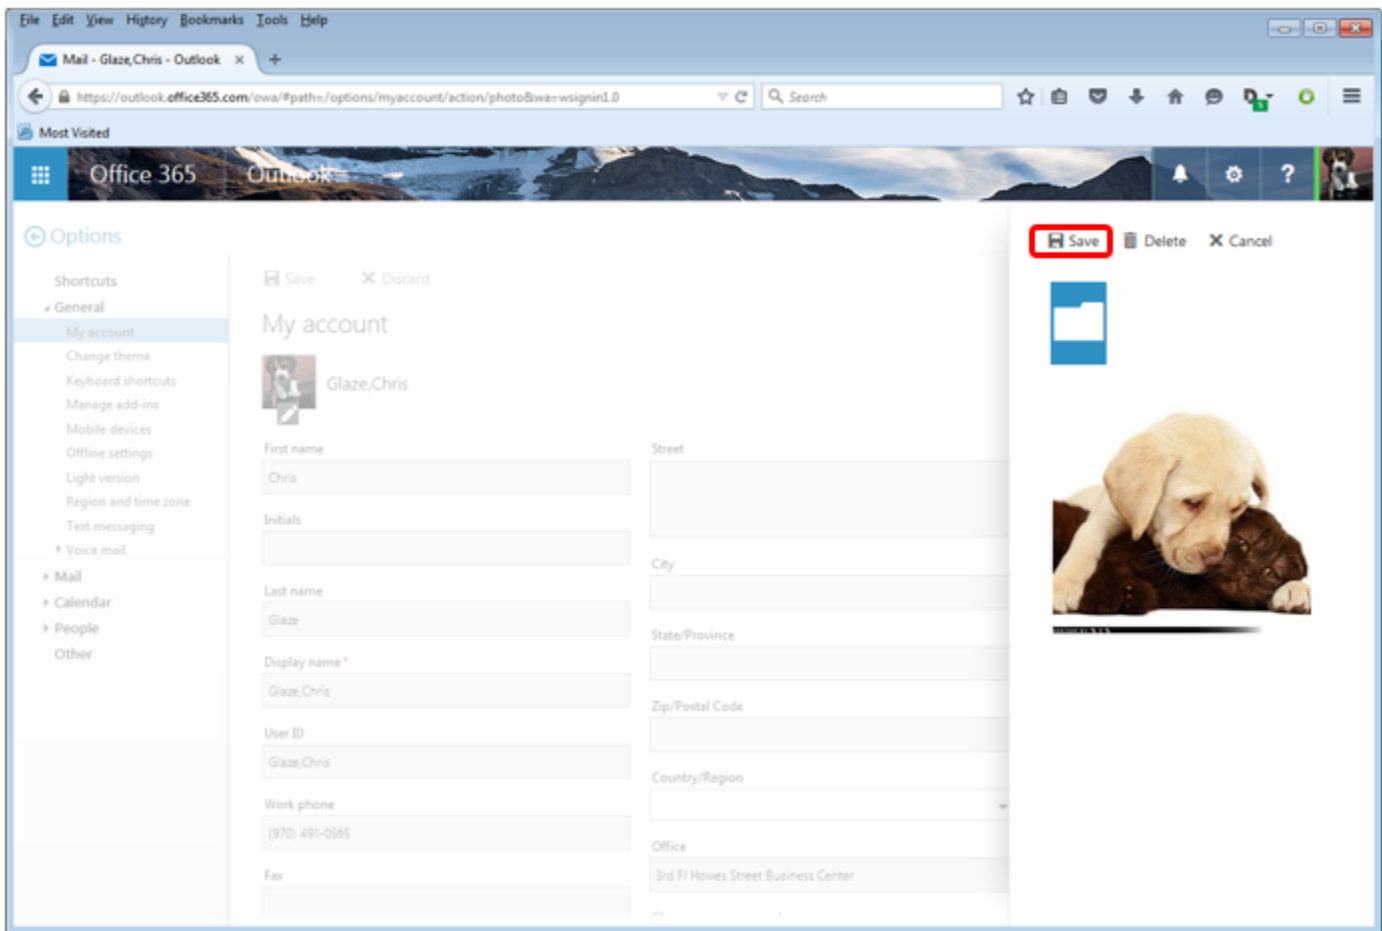 File Edit View History Bookmarks Tools Help
Mail - Glaze,Chris - Outlook
https://outlook.office365.com/owa/#path=/options/myaccount/action/photo&wa=wsignin1.0
Search
Most Visited
Office 365 Outlook
?
Options
Save Delete Cancel
Shortcuts
General
My account
Change theme
Keyboard shortcuts
Manage add-ins
Mobile devices
Offline settings
Light version
Region and time zone
Text messaging
Voice mail
Mail
Calendar
People
Other
Save Discard
My account
Glaze,Chris
First name
Chris
Initials
Last name
Glaze
Display name*
Glaze,Chris
User ID
Glaze,Chris
Work phone
(970) 491-0565
Fax
Street
City
State/Province
Zip/Postal Code
Country/Region
Office
3rd Fl Howes Street Business Center